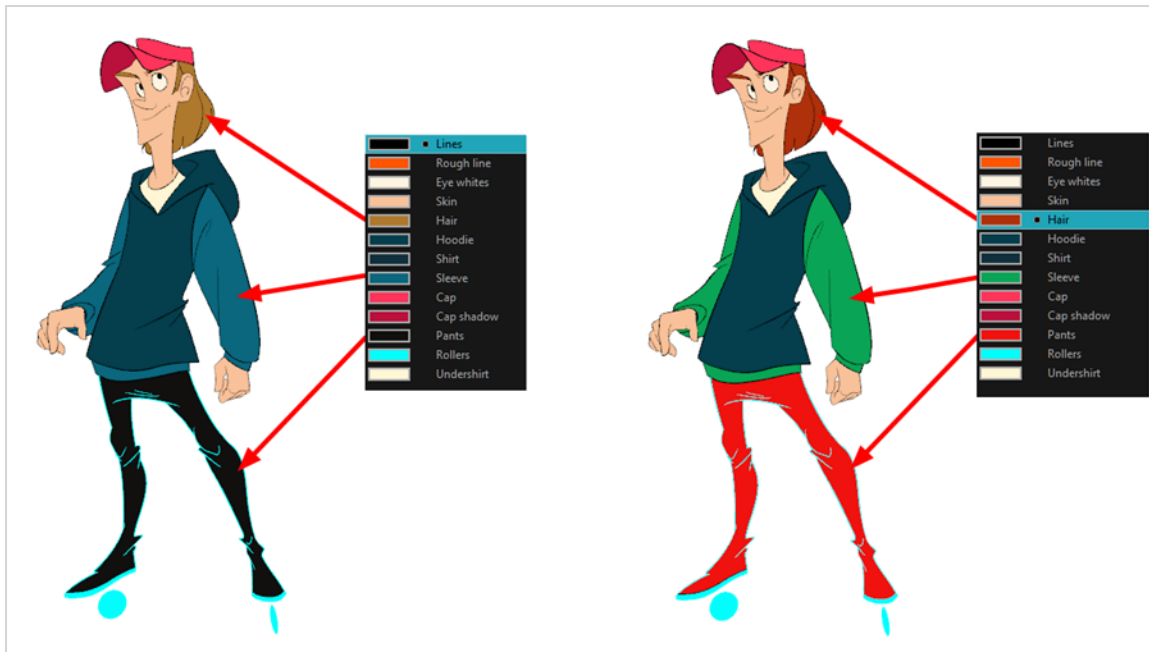 Lines
Rough line
Eye whites
Skin
Hair
Hoodie
Shirt
Sleeve
Cap
Cap shadow
Pants
Rollers
Undershirt
Lines
Rough line
Eye whites
Skin
Hair
Hoodie
Shirt
Sleeve
Cap
Cap shadow
Pants
Rollers
Undershirt